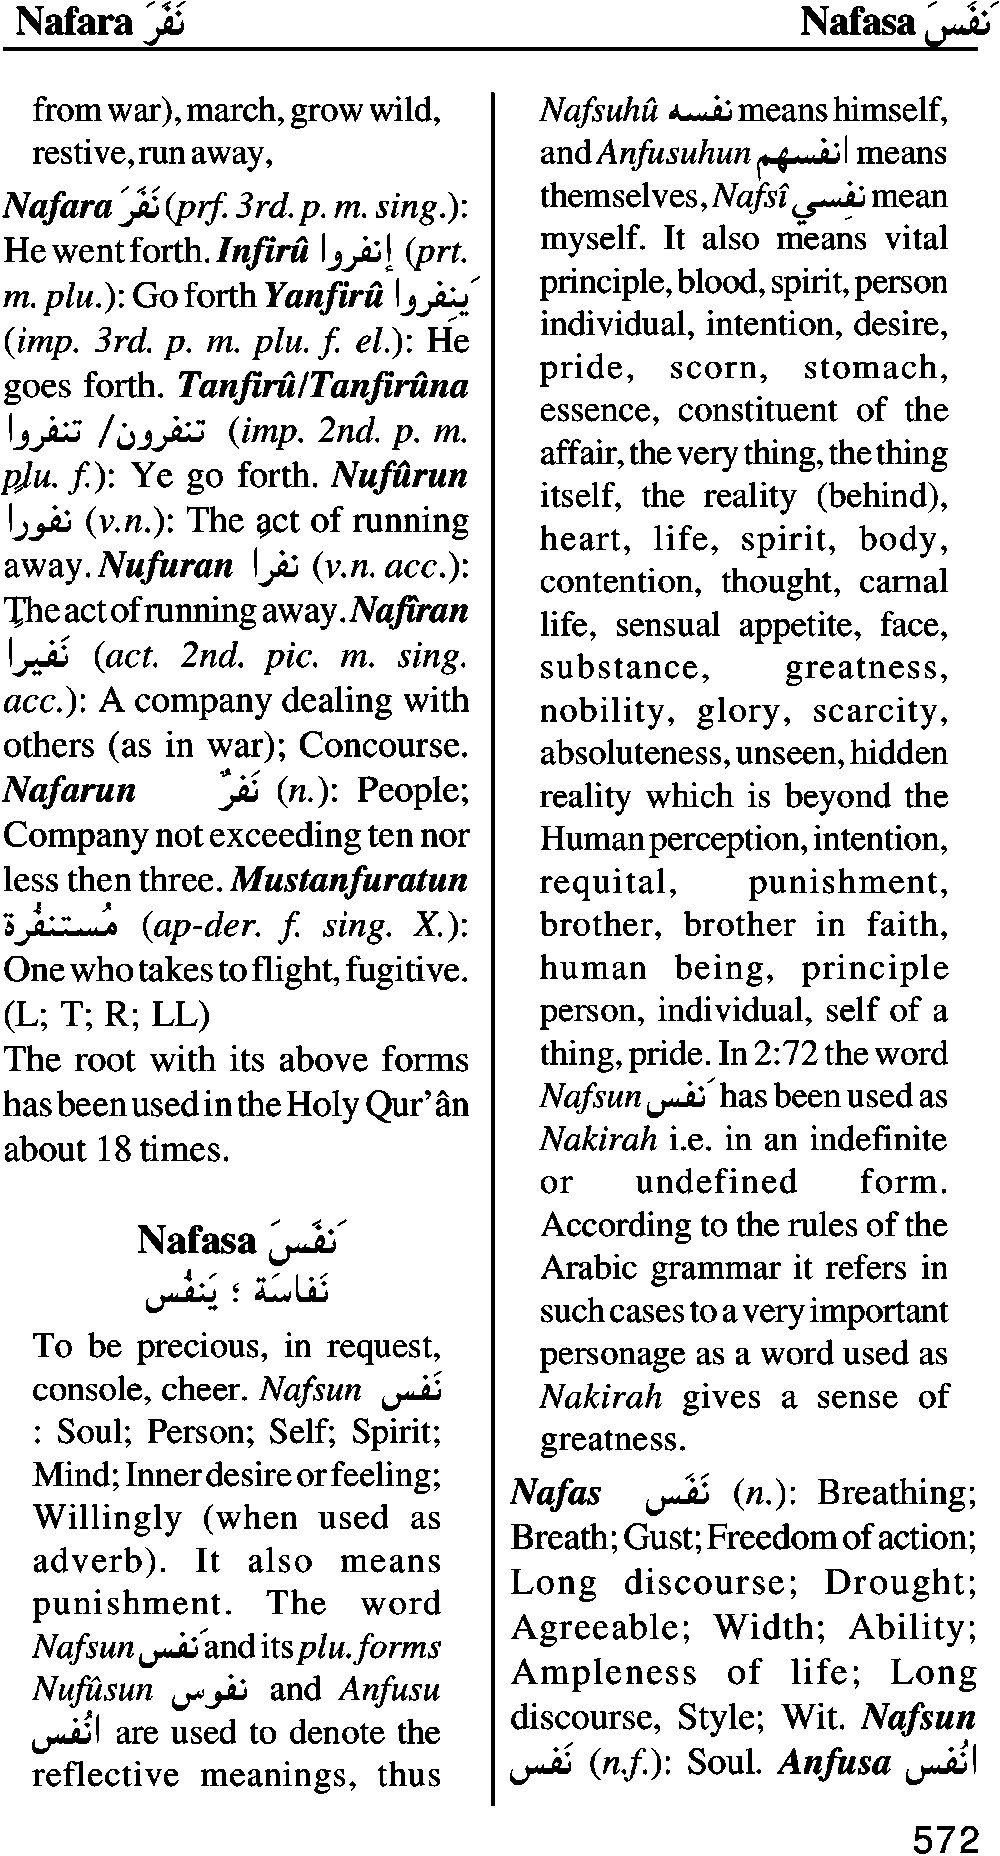 Nafara نَفَرَ
Nafasa نَفَسَ
from war), march, grow wild,
restive, run away,
Nafara نَفَرَ (prf. 3rd. p. m. sing.):
He went forth. Infirû إنفروا (prt.
m. plu.): Go forth Yanfirû يَنفِروا
(imp. 3rd. p. m. plu. f. el.): He
goes forth. Tanfirû/Tanfirûna
تنفرون/ تنفروا (imp. 2nd. p. m.
plu. f.): Ye go forth. Nufûrun
نفورا (v.n.): The act of running
away. Nufuran نفرا (v.n. acc.):
The act of running away. Nafîran
نَفيرا (act. 2nd. pic. m. sing.
acc.): A company dealing with
others (as in war); Concourse.
Nafarun نَفَرٌ (n.): People;
Company not exceeding ten nor
less then three. Mustanfuratun
مُستنفُرة (ap-der. f. sing. X.):
One who takes to flight, fugitive.
(L; T; R; LL)
The root with its above forms
has been used in the Holy Qur’ân
about 18 times.
Nafasa نَفَسَ
نَفاسَة ؛ يَنفُس
To be precious, in request,
console, cheer. Nafsun نَفس
: Soul; Person; Self; Spirit;
Mind; Inner desire or feeling;
Willingly (when used as
adverb). It also means
punishment. The word
Nafsun نَفس and its plu. forms
Nufûsun نفوس and Anfusu
انُفس are used to denote the
reflective meanings, thus
Nafsuhû نفسه means himself,
and Anfusuhun انفسهم means
themselves, Nafsî نفسي mean
myself. It also means vital
principle, blood, spirit, person
individual, intention, desire,
pride, scorn, stomach,
essence, constituent of the
affair, the very thing, the thing
itself, the reality (behind),
heart, life, spirit, body,
contention, thought, carnal
life, sensual appetite, face,
substance, greatness,
nobility, glory, scarcity,
absoluteness, unseen, hidden
reality which is beyond the
Human perception, intention,
requital, punishment,
brother, brother in faith,
human being, principle
person, individual, self of a
thing, pride. In 2:72 the word
Nafsun نَفس has been used as
Nakirah i.e. in an indefinite
or undefined form.
According to the rules of the
Arabic grammar it refers in
such cases to a very important
personage as a word used as
Nakirah gives a sense of
greatness.
Nafas نَفَس (n.): Breathing;
Breath; Gust; Freedom of action;
Long discourse; Drought;
Agreeable; Width; Ability;
Ampleness of life; Long
discourse, Style; Wit. Nafsun
نَفس (n.f.): Soul. Anfusa انُفس
572